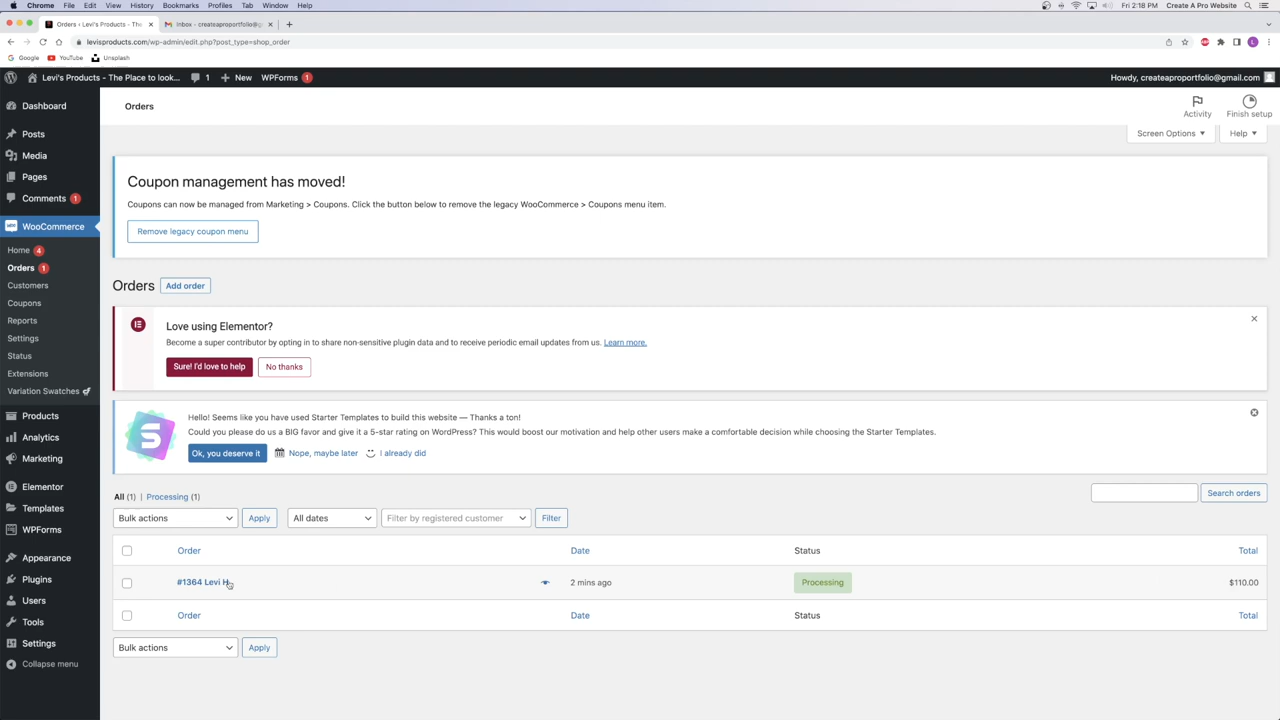 Chrome File Edit View History Bookmarks Profiles Tab Window Help
Fri 2:18 PM Create A Pro Website
Orders ‹ Levi's Products - The
Inbox - createaproportfolio@g
levisproducts.com/wp-admin/edit.php?post_type=shop_order
Google YouTube Unsplash
Levi's Products - The Place to look... 1 New WPForms 1
Howdy, createaproportfolio@gmail.com
Dashboard
Posts
Media
Pages
Comments 1
WooCommerce
Home 4
Orders 1
Customers
Coupons
Reports
Settings
Status
Extensions
Variation Swatches
Products
Analytics
Marketing
Elementor
Templates
WPForms
Appearance
Plugins
Users
Tools
Settings
Collapse menu
Orders
Activity
Finish setup
Screen Options
Help
Coupon management has moved!
Coupons can now be managed from Marketing > Coupons. Click the button below to remove the legacy WooCommerce > Coupons menu item.
Remove legacy coupon menu
Orders
Add order
Love using Elementor?
Become a super contributor by opting in to share non-sensitive plugin data and to receive periodic email updates from us. Learn more.
Sure! I'd love to help
No thanks
Hello! Seems like you have used Starter Templates to build this website — Thanks a ton!
Could you please do us a BIG favor and give it a 5-star rating on WordPress? This would boost our motivation and help other users make a comfortable decision while choosing the Starter Templates.
Ok, you deserve it
Nope, maybe later
I already did
All (1) | Processing (1)
Search orders
Bulk actions
Apply
All dates
Filter by registered customer
Filter
Order Date Status Total
#1364 Levi H 2 mins ago Processing $110.00
Order Date Status Total
Bulk actions
Apply